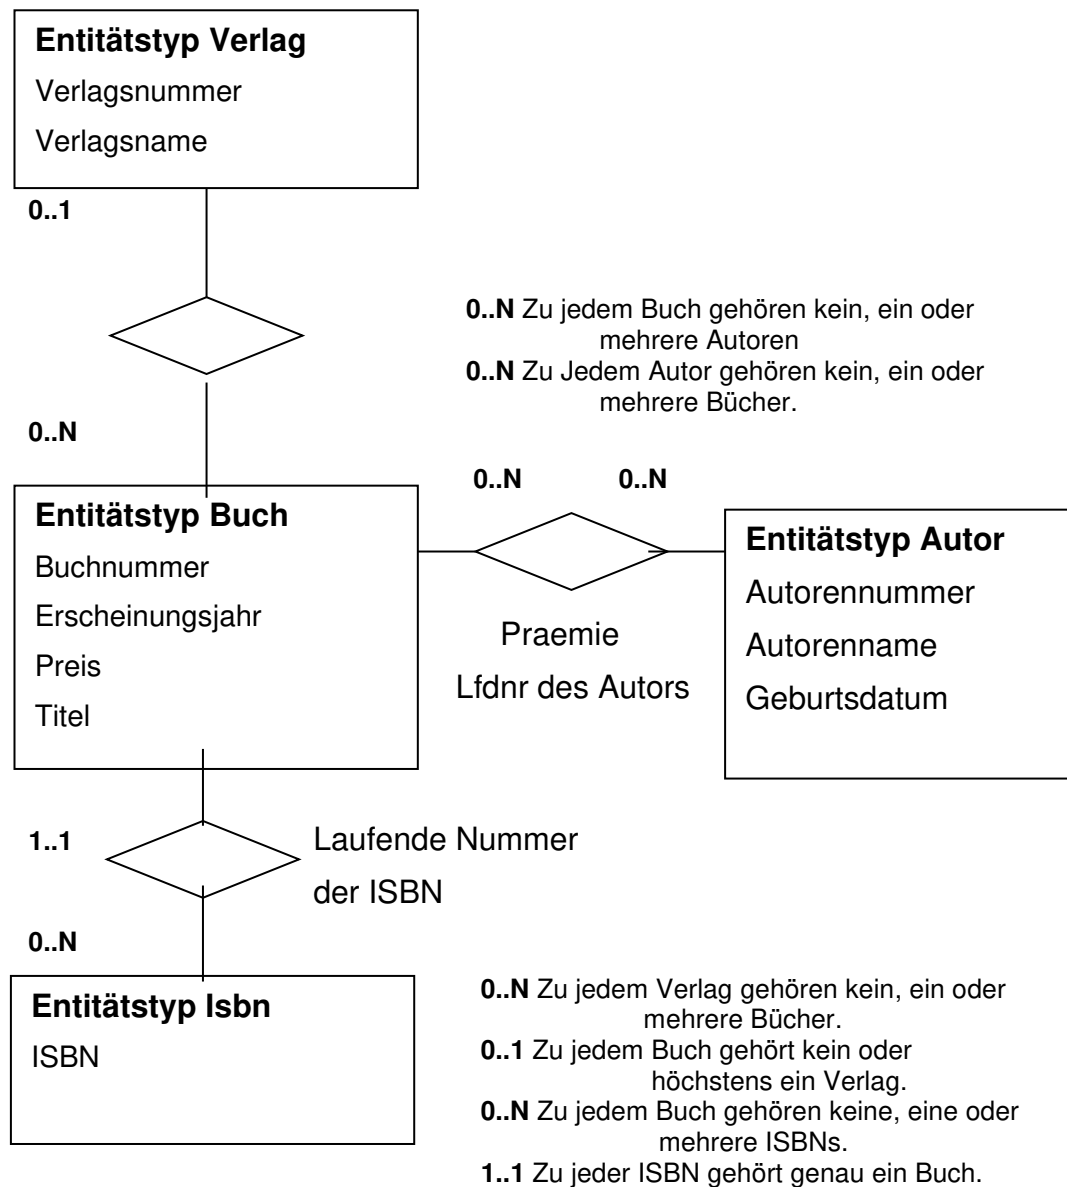 Entitätstyp Verlag
Verlagsnummer
Verlagsname
0..1
0..N Zu jedem Buch gehören kein, ein oder
mehrere Autoren
0..N Zu Jedem Autor gehören kein, ein oder
mehrere Bücher.
0..N
0..N 0..N
Entitätstyp Buch
Buchnummer
Erscheinungsjahr
Preis
Titel
Praemie
Lfdnr des Autors
Entitätstyp Autor
Autorennummer
Autorenname
Geburtsdatum
1..1
Laufende Nummer
der ISBN
0..N
Entitätstyp Isbn
ISBN
0..N Zu jedem Verlag gehören kein, ein oder
mehrere Bücher.
0..1 Zu jedem Buch gehört kein oder
höchstens ein Verlag.
0..N Zu jedem Buch gehören keine, eine oder
mehrere ISBNs.
1..1 Zu jeder ISBN gehört genau ein Buch.